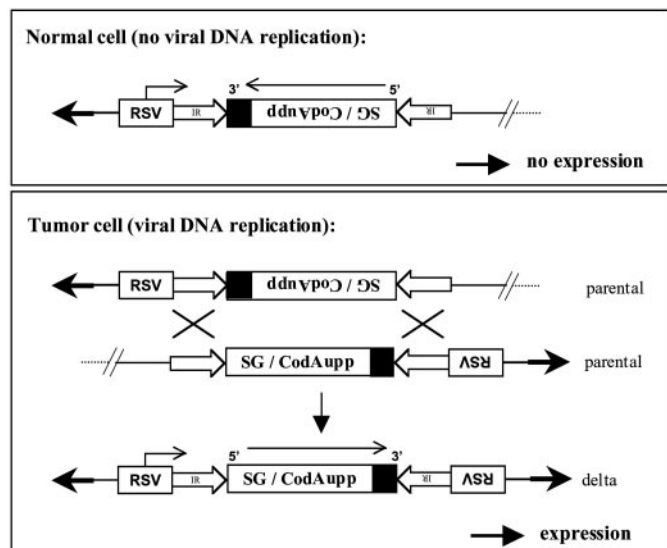 Normal cell (no viral DNA replication):
3’ 5’
RSV IR SG / CodAupp IR
no expression
Tumor cell (viral DNA replication):
RSV SG / CodAupp parental
SG / CodAupp RSV parental
5’ 3’
RSV IR SG / CodAupp IR RSV delta
expression